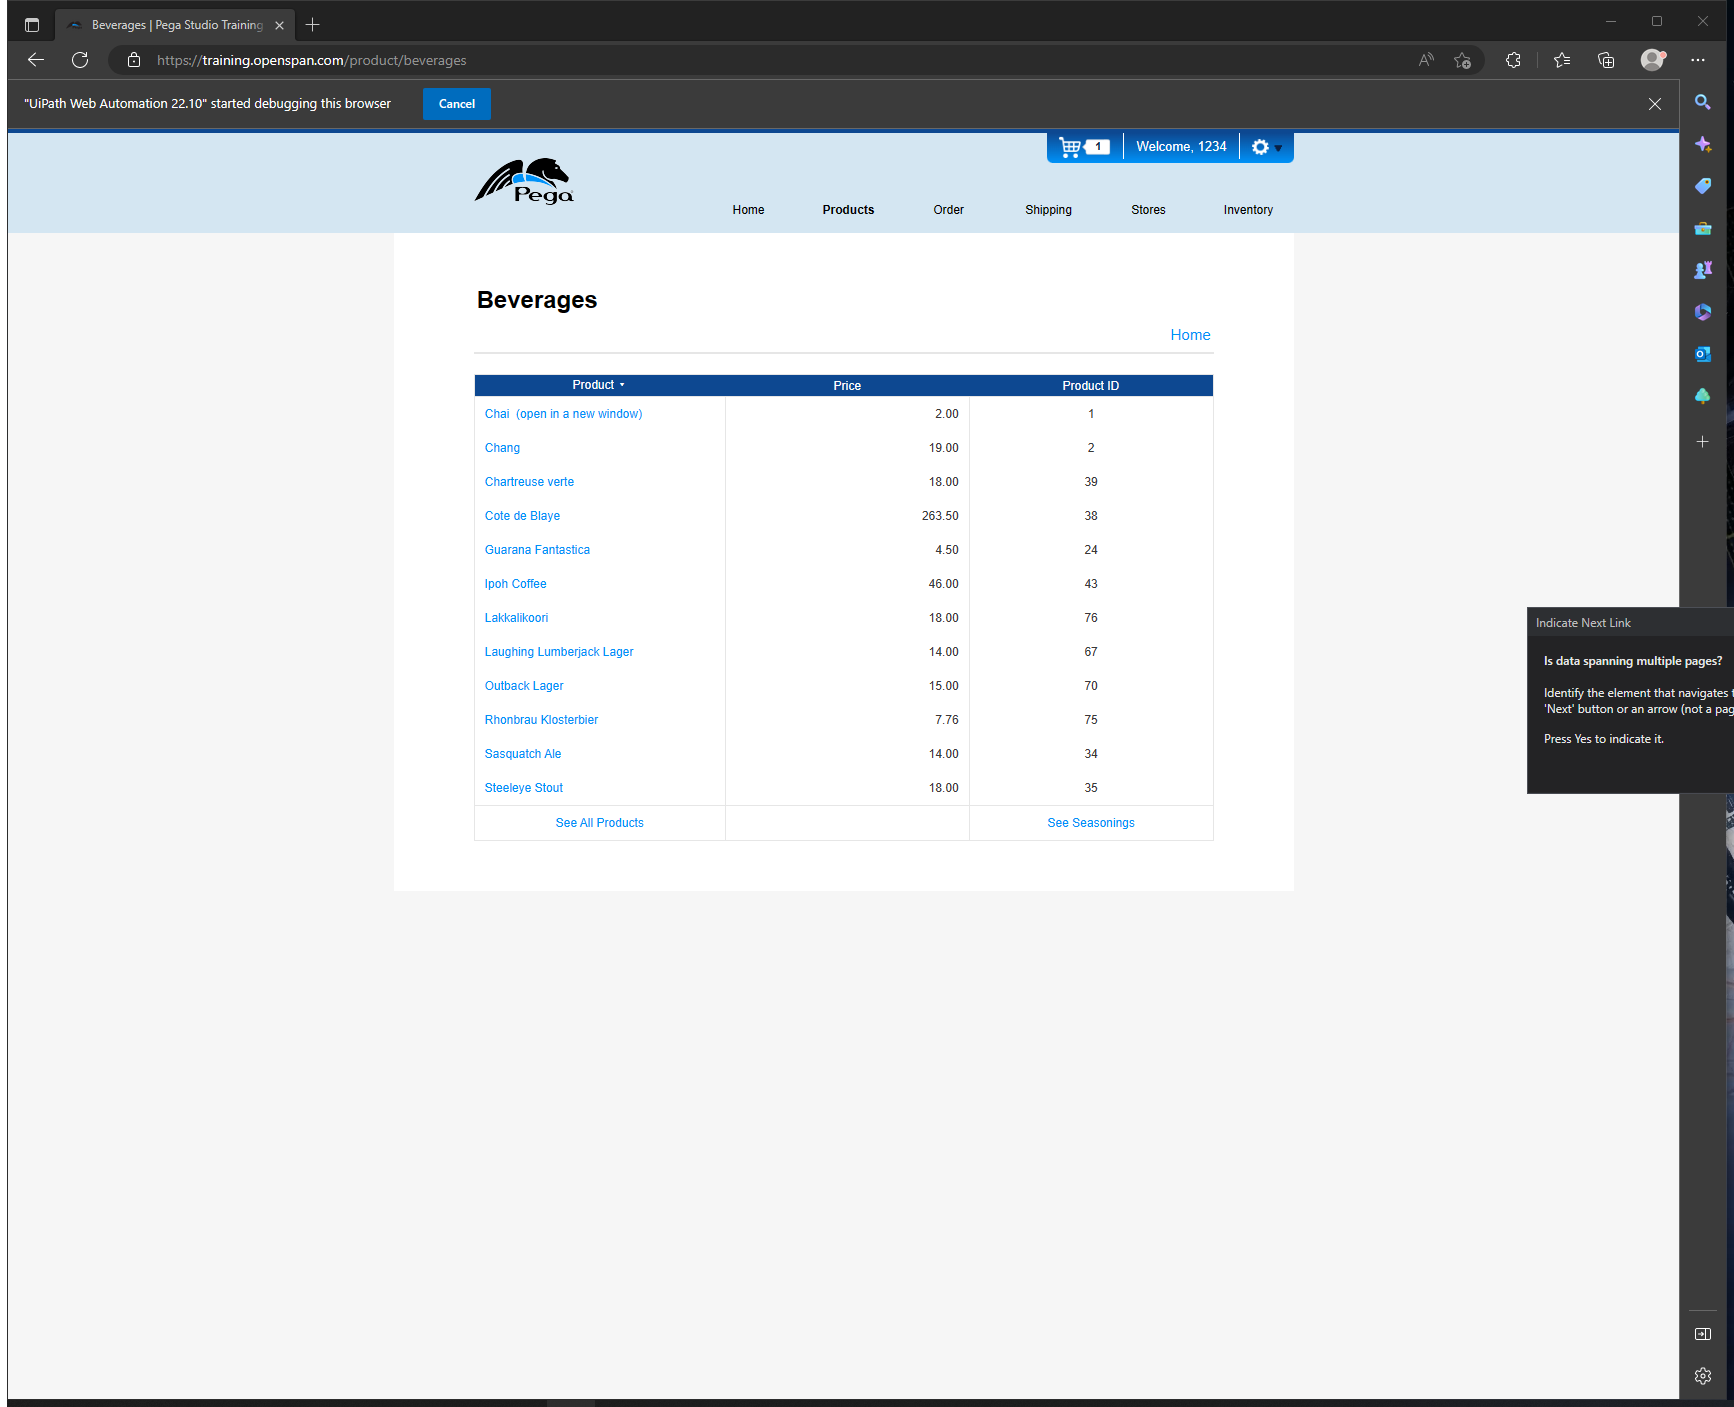 Beverages | Pega Studio Training
https://training.openspan.com/product/beverages
"UiPath Web Automation 22.10" started debugging this browser
Cancel
1
Welcome, 1234
Pega
Home
Products
Order
Shipping
Stores
Inventory
Beverages
Home
Product Price Product ID
Chai (open in a new window) 2.00 1
Chang 19.00 2
Chartreuse verte 18.00 39
Cote de Blaye 263.50 38
Guarana Fantastica 4.50 24
Ipoh Coffee 46.00 43
Lakkalikoori 18.00 76
Laughing Lumberjack Lager 14.00 67
Outback Lager 15.00 70
Rhonbrau Klosterbier 7.76 75
Sasquatch Ale 14.00 34
Steeleye Stout 18.00 35
See All Products See Seasonings
Indicate Next Link
Is data spanning multiple pages?
Identify the element that navigates
'Next' button or an arrow (not a
Press Yes to indicate it.